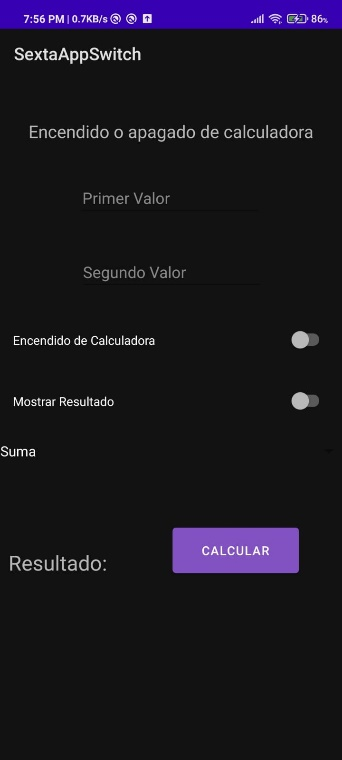 7:56 PM | 0.7KB/s 86%
SextaAppSwitch
Encendido o apagado de calculadora
Primer Valor
Segundo Valor
Encendido de Calculadora
Mostrar Resultado
Suma
CALCULAR
Resultado: